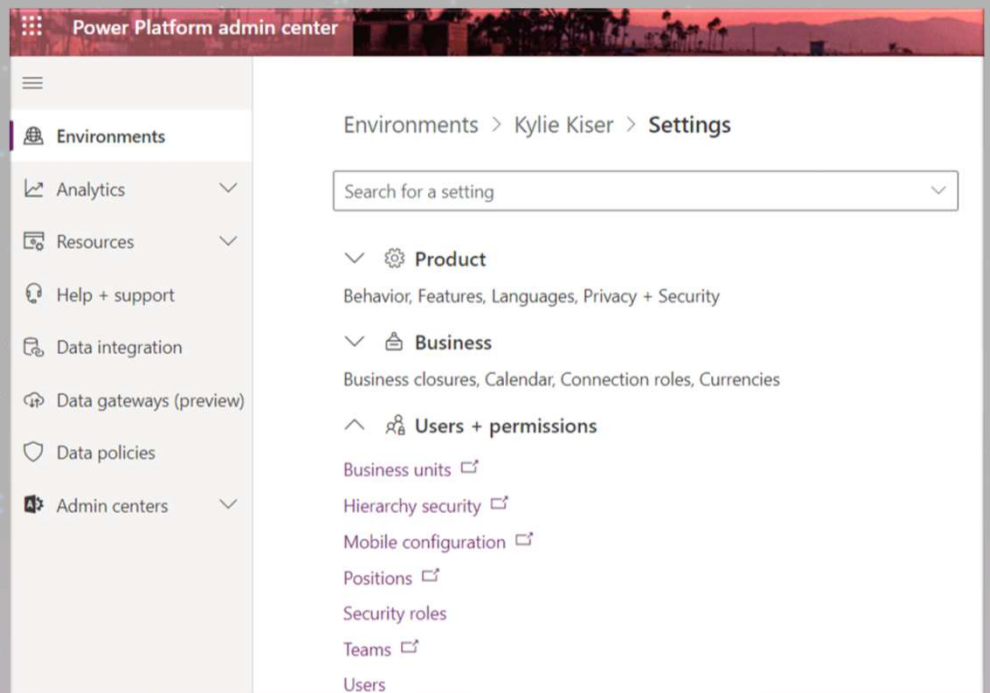 Power Platform admin center
Environments
Analytics
Resources
Help + support
Data integration
Data gateways (preview)
Data policies
Admin centers
Environments > Kylie Kiser > Settings
Search for a setting
Product
Behavior, Features, Languages, Privacy + Security
Business
Business closures, Calendar, Connection roles, Currencies
Users + permissions
Business units
Hierarchy security
Mobile configuration
Positions
Security roles
Teams
Users